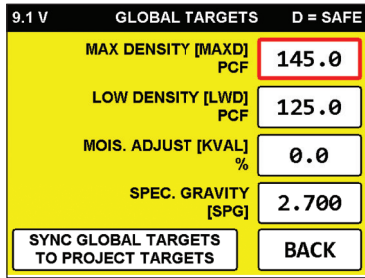 9.1 V GLOBAL TARGETS D = SAFE
MAX DENSITY [MAXD]
PCF
145.0
LOW DENSITY [LWD]
PCF
125.0
MOIS. ADJUST [KVAL]
%
0.0
SPEC. GRAVITY
[SPG]
2.700
SYNC GLOBAL TARGETS
TO PROJECT TARGETS
BACK